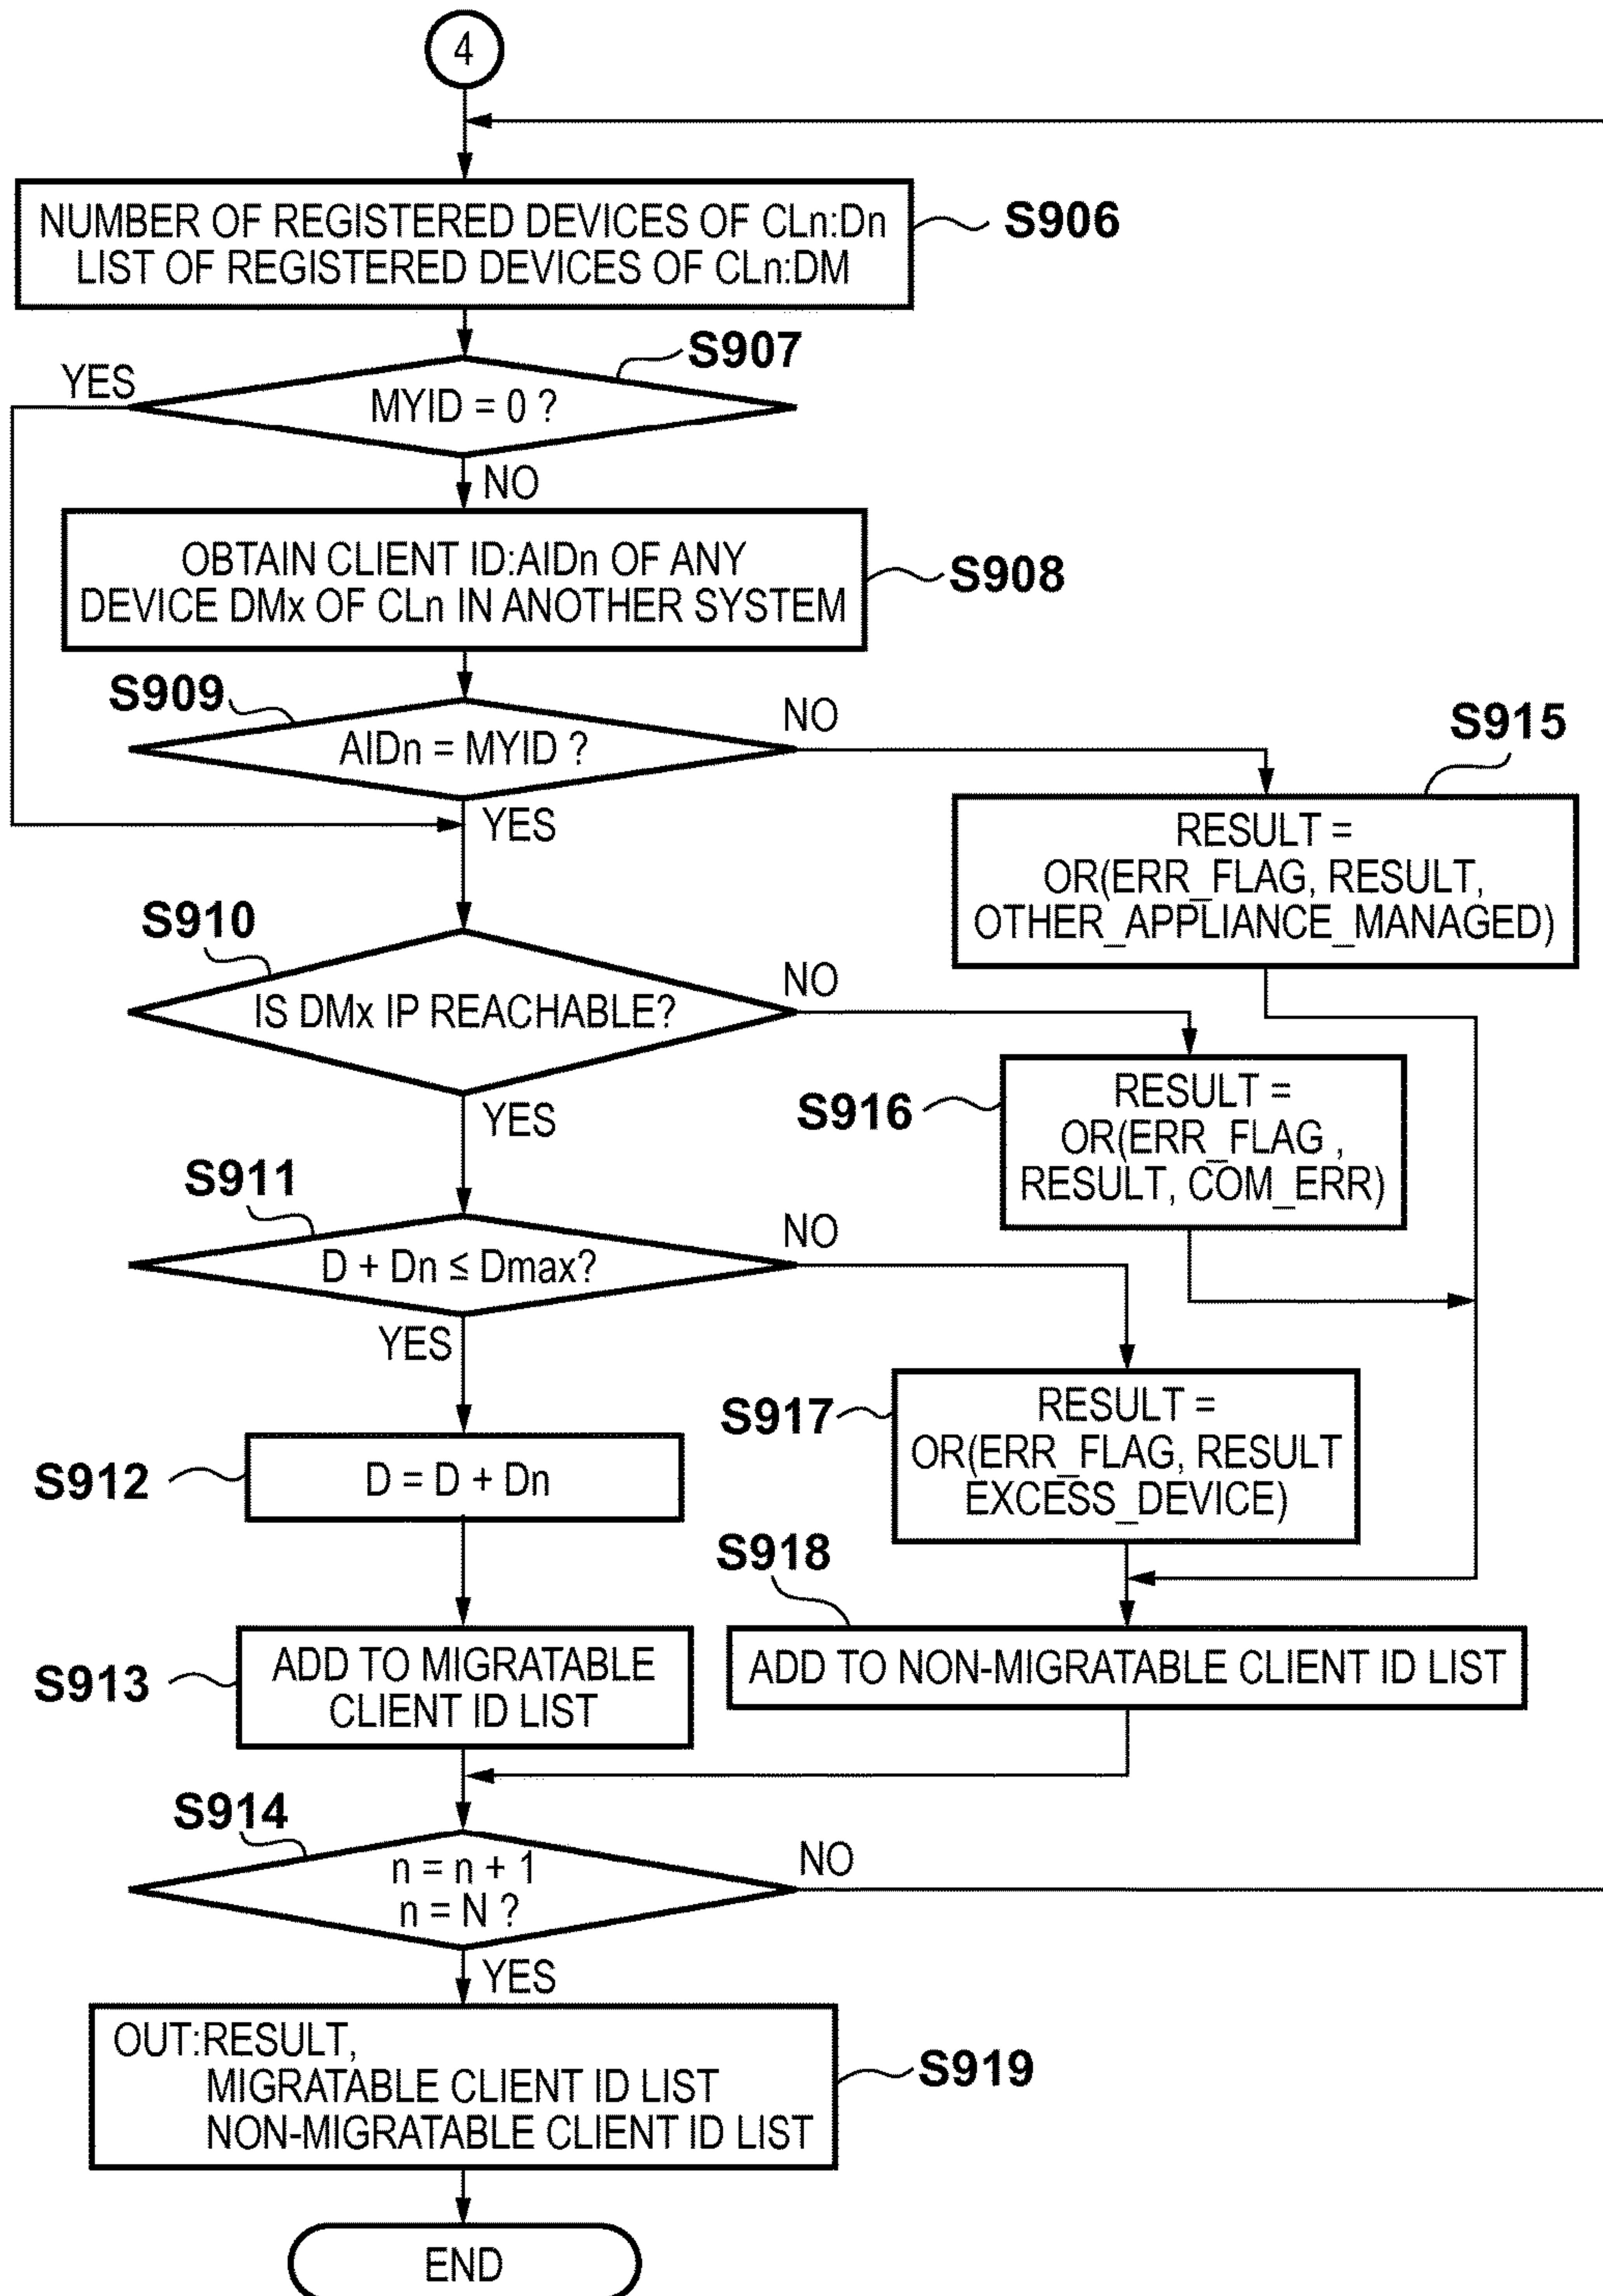 4
NUMBER OF REGISTERED DEVICES OF CLn:Dn
LIST OF REGISTERED DEVICES OF CLn:DM
S906
S907
YES
MYID = 0 ?
NO
OBTAIN CLIENT ID:AIDn OF ANY
DEVICE DMx OF CLn IN ANOTHER SYSTEM
S908
S909
AIDn = MYID ?
NO
YES
S915
RESULT =
OR(ERR_FLAG, RESULT,
OTHER_APPLIANCE_MANAGED)
S910
IS DMx IP REACHABLE?
NO
YES
S916
RESULT =
OR(ERR_FLAG ,
RESULT, COM_ERR)
S911
D + Dn ≤ Dmax?
NO
YES
S917
RESULT =
OR(ERR_FLAG, RESULT
EXCESS_DEVICE)
S912
D = D + Dn
S918
ADD TO NON-MIGRATABLE CLIENT ID LIST
S913
ADD TO MIGRATABLE
CLIENT ID LIST
S914
n = n + 1
n = N ?
NO
YES
OUT:RESULT,
MIGRATABLE CLIENT ID LIST
NON-MIGRATABLE CLIENT ID LIST
S919
END